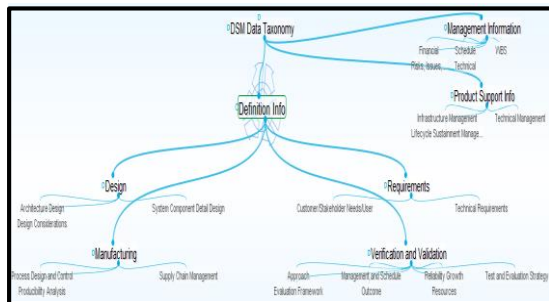 DSM Data Taxonomy
Management Information
Financial Schedule WBS
Risks, Issues, Technical
Product Support Info
Infrastructure Management Technical Management
Lifecycle Sustainment Manage...
Definition Info
Design
Architecture Design System Component Detail Design
Design Considerations
Requirements
Customer/Stakeholder Needs/User Technical Requirements
Manufacturing
Process Design and Control Supply Chain Management
Producibility Analysis
Verification and Validation
Approach Management and Schedule Reliability Growth Test and Evaluation Strategy
Evaluation Framework Outcome Resources